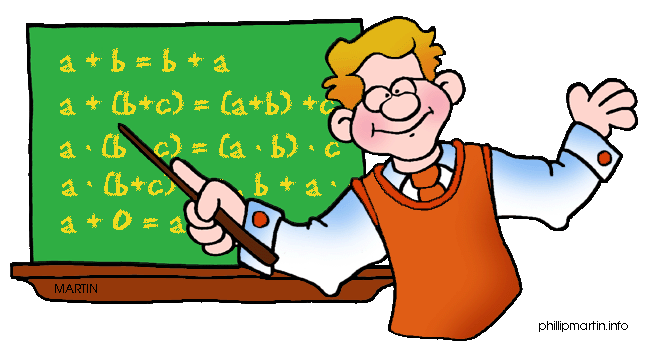 a + b = b + a
a + (b+c) = (a+b) + c
a · (b c) = (a · b) · c
a · (b+c) . b + a ·
a + 0 = a
MARTIN
phillipmartin.info